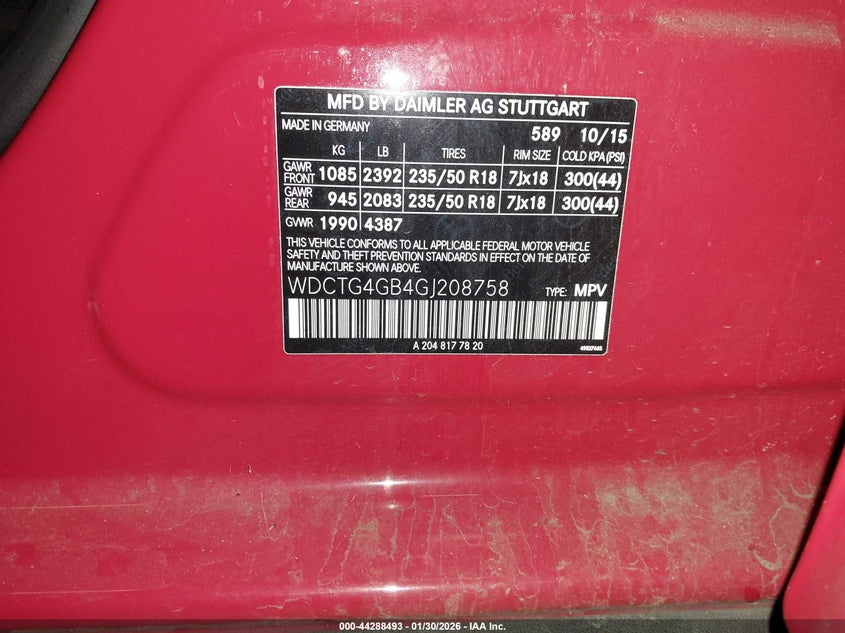 MFD BY DAIMLER AG STUTTGART
MADE IN GERMANY 589 10/15
KG LB TIRES RIM SIZE COLD KPA (PSI)
GAWR FRONT 1085 2392 235/50 R18 7Jx18 300(44)
GAWR REAR 945 2083 235/50 R18 7Jx18 300(44)
GVWR 1990 4387
THIS VEHICLE CONFORMS TO ALL APPLICABLE FEDERAL MOTOR VEHICLE
SAFETY AND THEFT PREVENTION STANDARDS IN EFFECT ON THE DATE OF
MANUFACTURE SHOWN ABOVE.
WDCTG4GB4GJ208758 TYPE: MPV
A 204 817 78 20
000-44288493 - 01/30/2026 - IAA Inc.